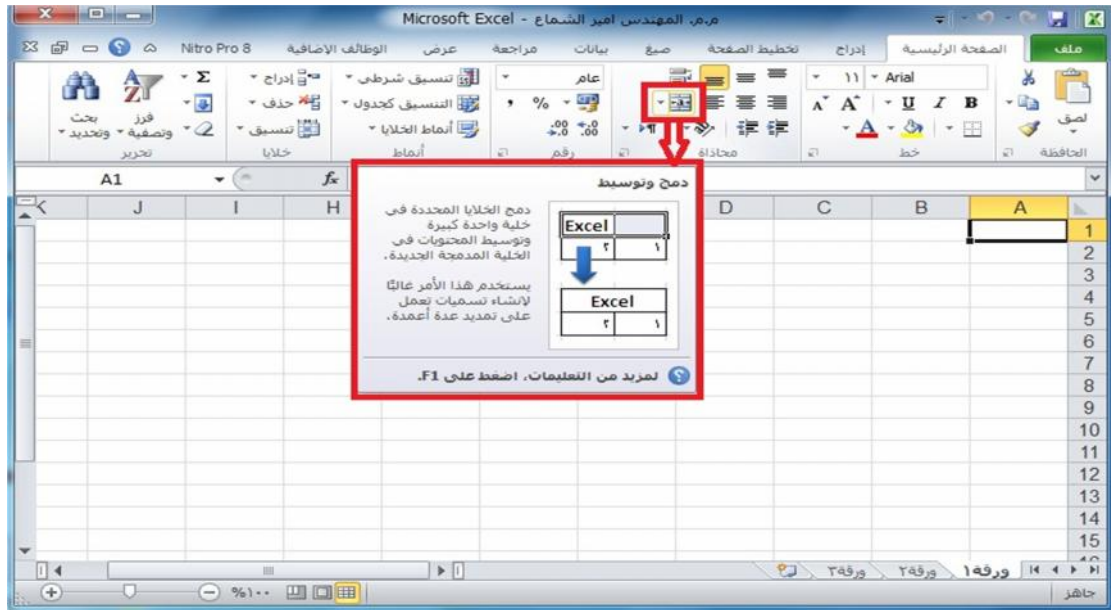 م.م. المهندس امير الشماع - Microsoft Excel
ملف الصفحة الرئيسية إدراج تخطيط الصفحة صيغ بيانات مراجعة عرض الوظائف الإضافية Nitro Pro 8
لصق
الحافظة
Arial ١١
B I U
خط
محاذاة
عام
%
رقم
تنسيق شرطي
التنسيق كجدول
أنماط الخلايا
أنماط
إدراج
حذف
تنسيق
خلايا
Σ
فرز
وتصفية
بحث
وتحديد
تحرير
A1
fx
A B C D H I J K
دمج وتوسيط
Excel
١ ٢
Excel
١ ٢
دمج الخلايا المحددة في
خلية واحدة كبيرة
وتوسيط المحتويات في
الخلية المدمجة الجديدة.
يستخدم هذا الأمر غالبًا
لإنشاء تسميات تعمل
على تمديد عدة أعمدة.
لمزيد من التعليمات، اضغط على F1.
1
2
3
4
5
6
7
8
9
10
11
12
13
14
15
ورقة١ ورقة٢ ورقة٣
جاهز
%١٠٠